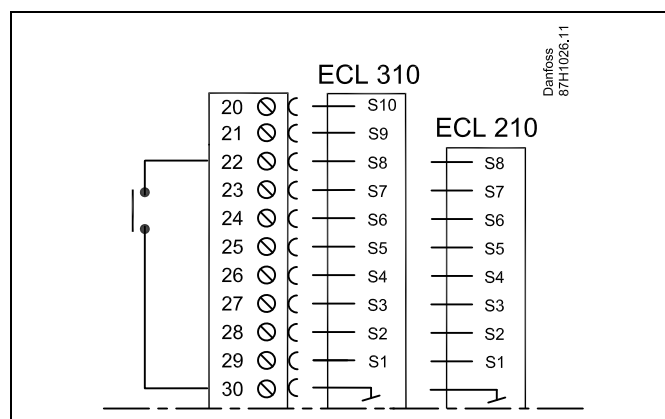 Danfoss
87H1026.11
ECL 310
ECL 210
20 S10
21 S9
22 S8 S8
23 S7 S7
24 S6 S6
25 S5 S5
26 S4 S4
27 S3 S3
28 S2 S2
29 S1 S1
30